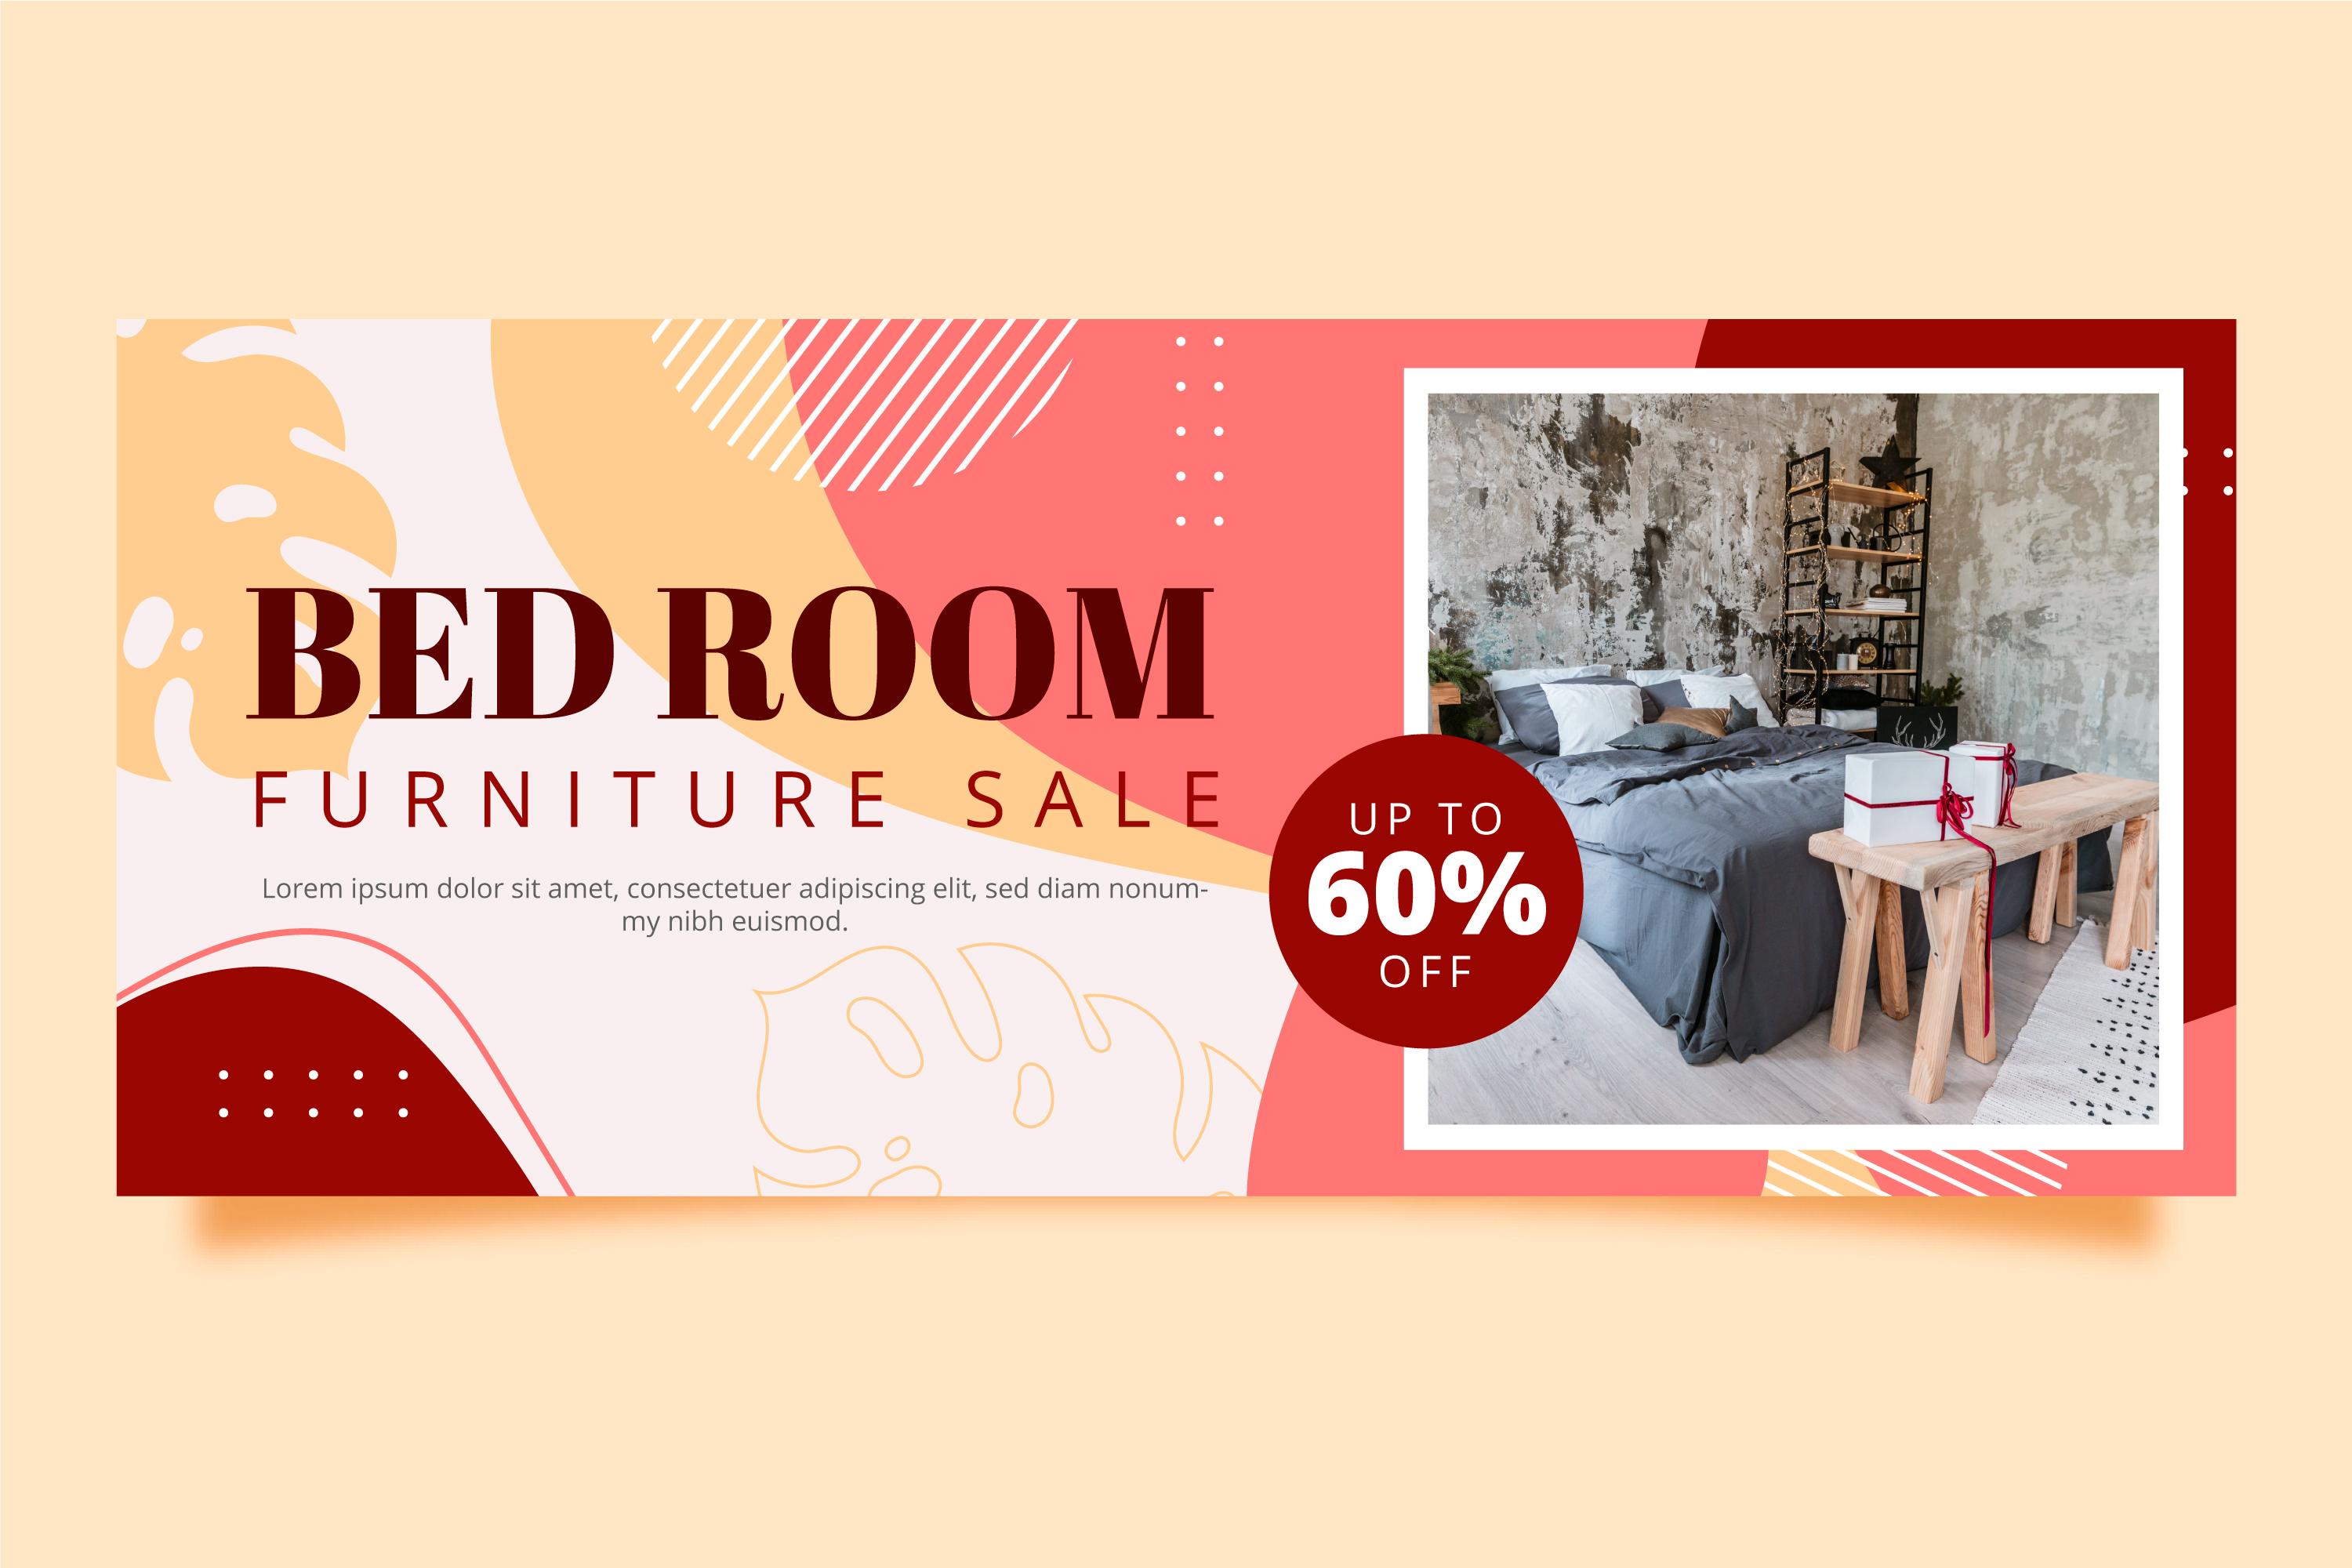 BED ROOM
FURNITURE SALE
Lorem ipsum dolor sit amet, consectetuer adipiscing elit, sed diam nonum-
my nibh euismod.
UP TO
60%
OFF